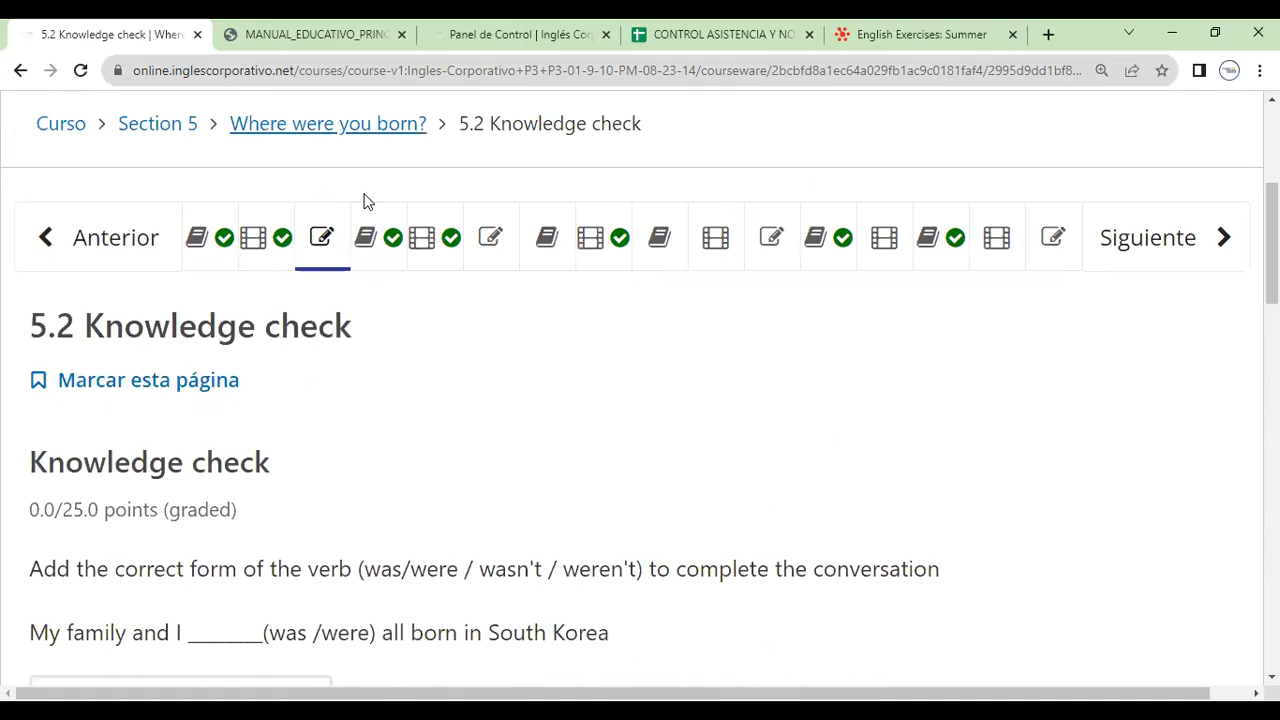 5.2 Knowledge check | Where
MANUAL_EDUCATIVO_PRINC
Panel de Control | Inglés Corp
CONTROL ASISTENCIA Y NO
English Exercises: Summer
online.inglescorporativo.net/courses/course-v1:Ingles-Corporativo+P3+P3-01-9-10-PM-08-23-14/courseware/2bcbfd8a1ec64a029fb1ac9c0181faf4/2995d9dd1bf8...
Curso > Section 5 > Where were you born? > 5.2 Knowledge check
Anterior
Siguiente
5.2 Knowledge check
Marcar esta página
Knowledge check
0.0/25.0 points (graded)
Add the correct form of the verb (was/were / wasn't / weren't) to complete the conversation
My family and I ________(was /were) all born in South Korea